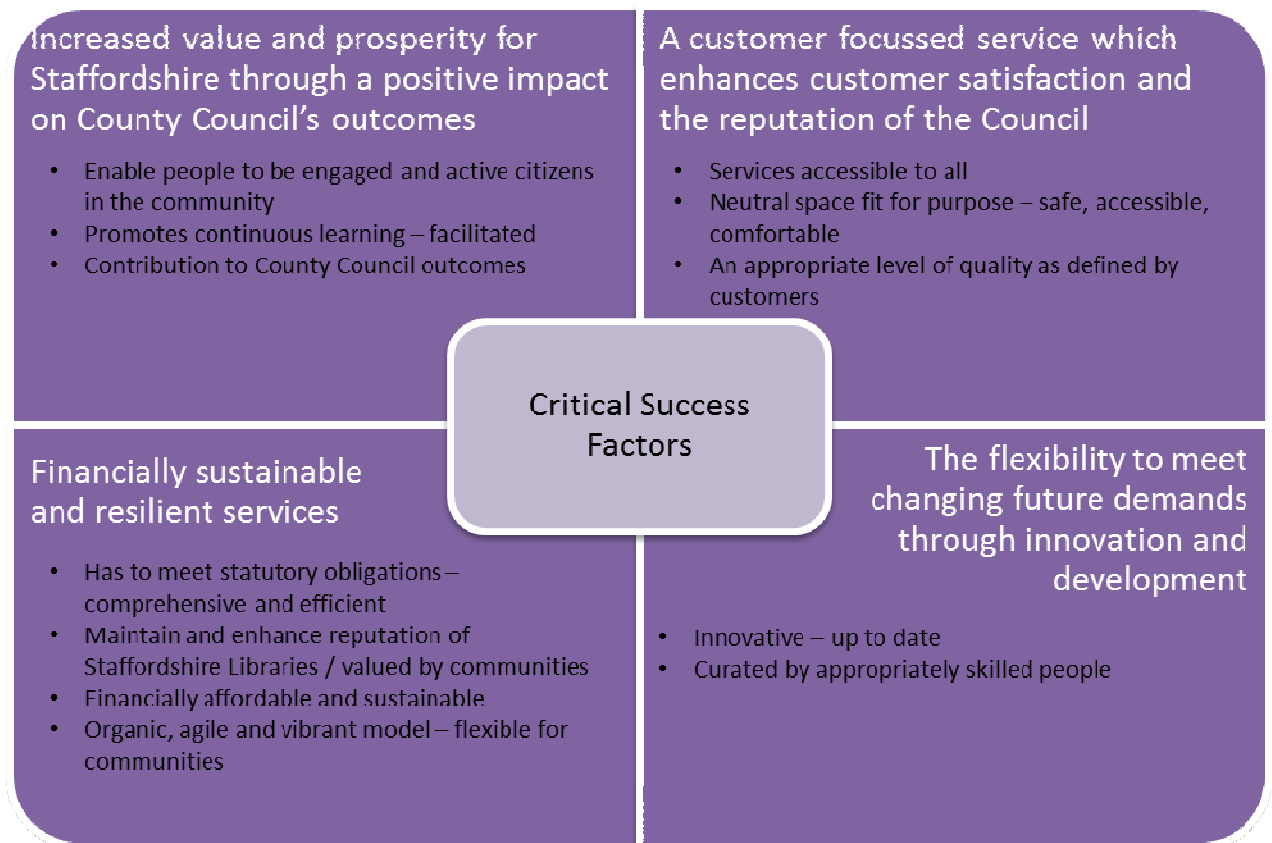 Increased value and prosperity for
Staffordshire through a positive impact
on County Council's outcomes
• Enable people to be engaged and active citizens
in the community
• Promotes continuous learning – facilitated
• Contribution to County Council outcomes
A customer focussed service which
enhances customer satisfaction and
the reputation of the Council
• Services accessible to all
• Neutral space fit for purpose – safe, accessible,
comfortable
• An appropriate level of quality as defined by
customers
Critical Success
Factors
Financially sustainable
and resilient services
• Has to meet statutory obligations –
comprehensive and efficient
• Maintain and enhance reputation of
Staffordshire Libraries / valued by communities
• Financially affordable and sustainable
• Organic, agile and vibrant model – flexible for
communities
The flexibility to meet
changing future demands
through innovation and
development
• Innovative – up to date
• Curated by appropriately skilled people